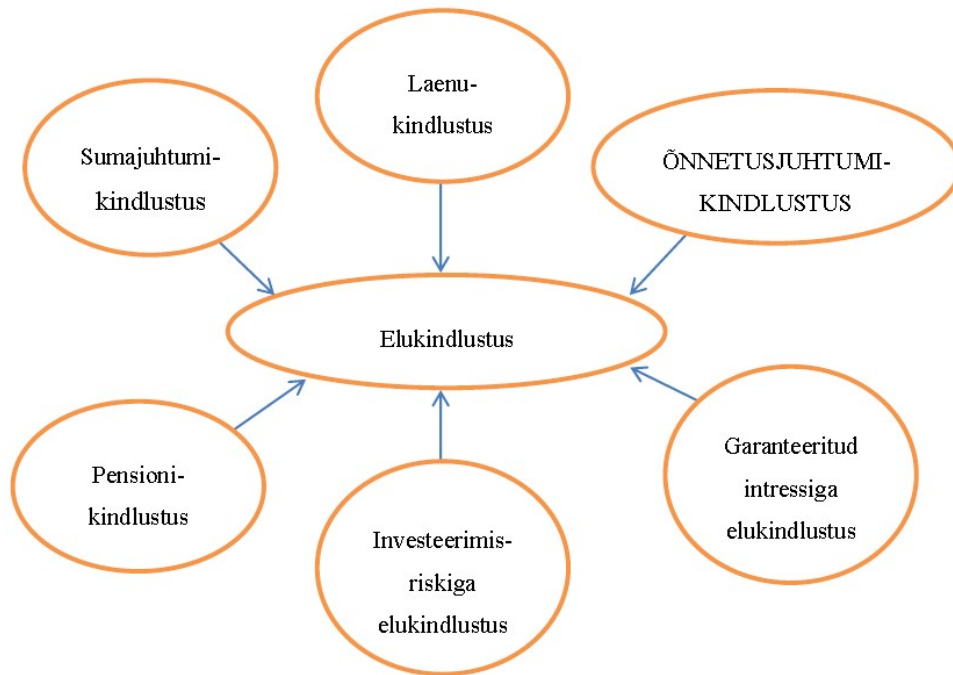 Laenu-
kindlustus
Sumajuhtumi-
kindlustus
ÕNNETUSJUHTUMI-
KINDLUSTUS
Elukindlustus
Pensioni-
kindlustus
Investeerimis-
riskiga
elukindlustus
Garanteeritud
intressiga
elukindlustus